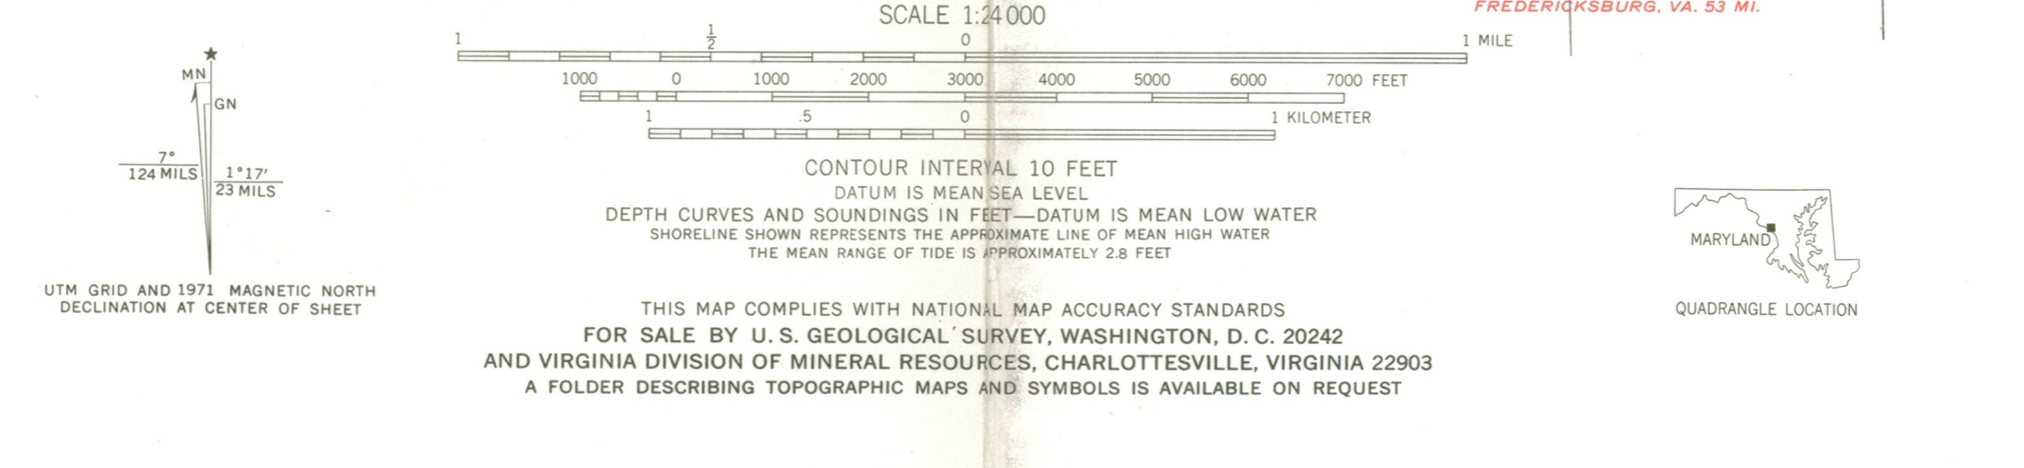 SCALE 1:24 000
FREDERICKSBURG, VA. 53 MI.
1 1/2 0 1 MILE
1000 0 1000 2000 3000 4000 5000 6000 7000 FEET
1 .5 0 1 KILOMETER
MN
GN
7°
124 MILS
1°17′
23 MILS
UTM GRID AND 1971 MAGNETIC NORTH
DECLINATION AT CENTER OF SHEET
CONTOUR INTERVAL 10 FEET
DATUM IS MEAN SEA LEVEL
DEPTH CURVES AND SOUNDINGS IN FEET—DATUM IS MEAN LOW WATER
SHORELINE SHOWN REPRESENTS THE APPROXIMATE LINE OF MEAN HIGH WATER
THE MEAN RANGE OF TIDE IS APPROXIMATELY 2.8 FEET
THIS MAP COMPLIES WITH NATIONAL MAP ACCURACY STANDARDS
FOR SALE BY U. S. GEOLOGICAL SURVEY, WASHINGTON, D. C. 20242
AND VIRGINIA DIVISION OF MINERAL RESOURCES, CHARLOTTESVILLE, VIRGINIA 22903
A FOLDER DESCRIBING TOPOGRAPHIC MAPS AND SYMBOLS IS AVAILABLE ON REQUEST
MARYLAND
QUADRANGLE LOCATION